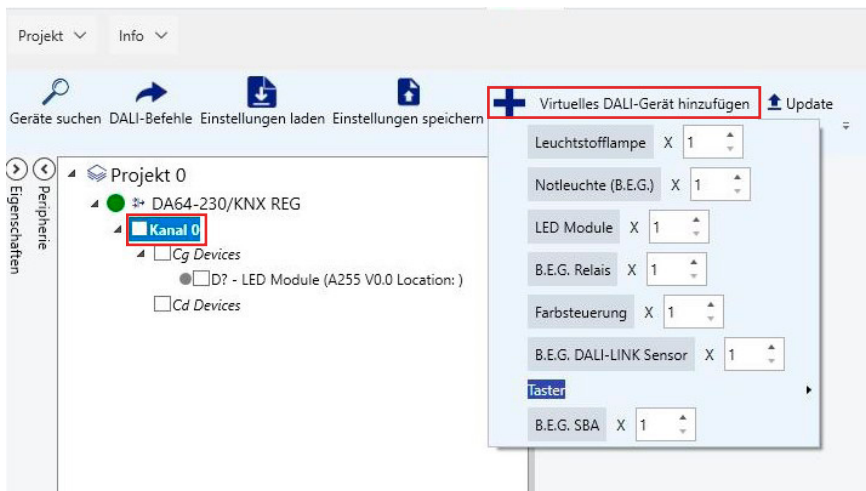 Projekt Info
Geräte suchen DALI-Befehle Einstellungen laden Einstellungen speichern Virtuelles DALI-Gerät hinzufügen Update
Eigenschaften
Peripherie
Projekt 0
DA64-230/KNX REG
Kanal 0
Cg Devices
D? - LED Module (A255 V0.0 Location: )
Cd Devices
Leuchtstofflampe X 1
Notleuchte (B.E.G.) X 1
LED Module X 1
B.E.G. Relais X 1
Farbsteuerung X 1
B.E.G. DALI-LINK Sensor X 1
Taster
B.E.G. SBA X 1